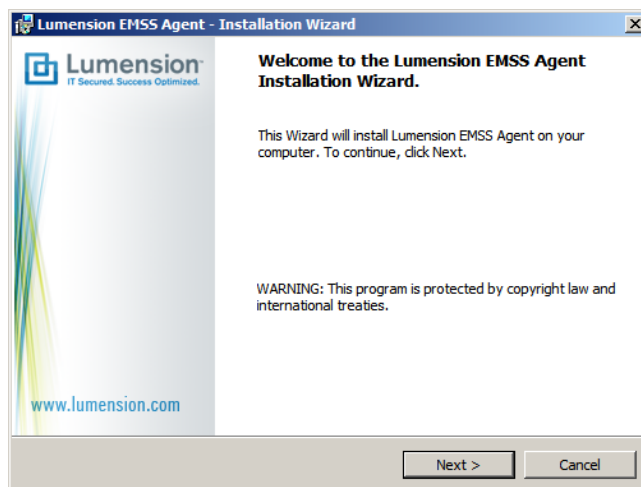 Lumension EMSS Agent - Installation Wizard
Lumension
IT Secured. Success Optimized.
Welcome to the Lumension EMSS Agent
Installation Wizard.
This Wizard will install Lumension EMSS Agent on your
computer. To continue, click Next.
WARNING: This program is protected by copyright law and
international treaties.
www.lumension.com
Next >
Cancel